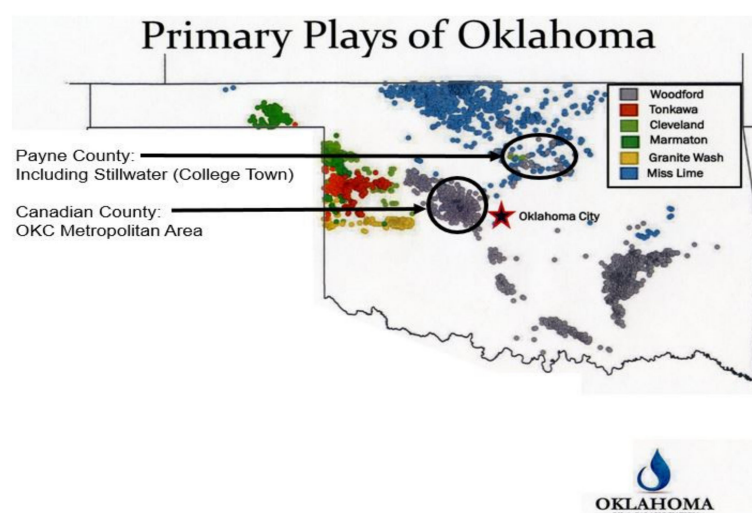 Primary Plays of Oklahoma
Woodford
Tonkawa
Cleveland
Marmaton
Granite Wash
Miss Lime
Payne County:
Including Stillwater (College Town)
Canadian County:
OKC Metropolitan Area
Oklahoma City
OKLAHOMA